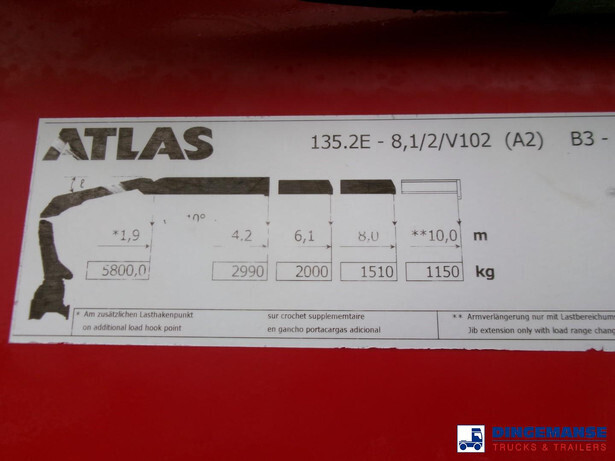 ATLAS 135.2E - 8,1/2/V102 (A2) B3 -
*1,9 4,2 6,1 8,0 **10,0 m
5800,0 2990 2000 1510 1150 kg
* Am zusätzlichen Lasthakenpunkt sur crochet supplementaire ** Armverlängerung nur mit Lastbereichums
on additional load hook point en gancho portacargas adicional Jib extension only with load range chang
DINGEMANSE
TRUCKS & TRAILERS